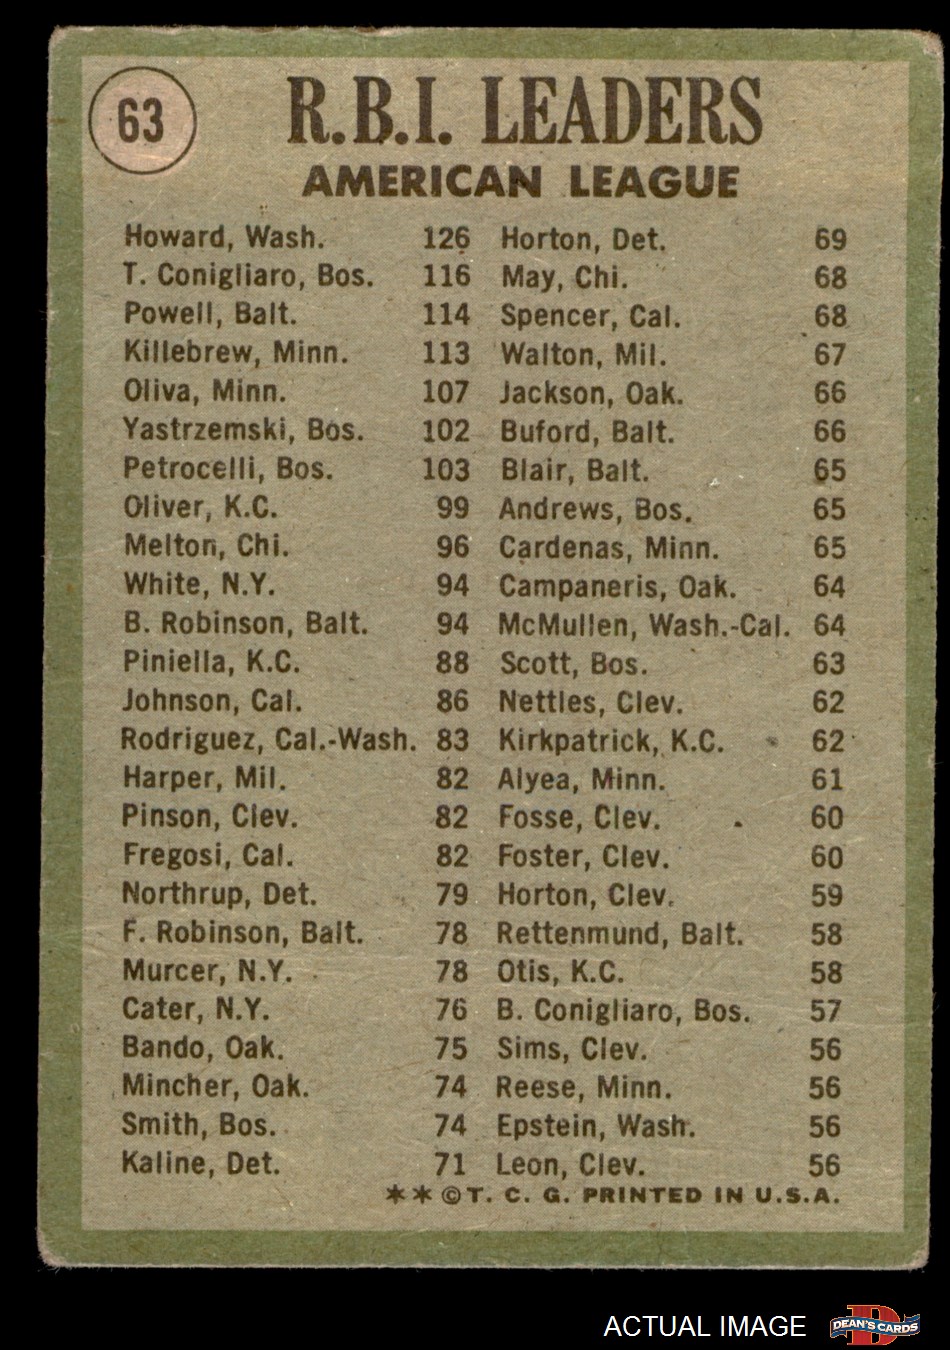 63
R.B.I. LEADERS
AMERICAN LEAGUE
Howard, Wash. 126
T. Conigliaro, Bos. 116
Powell, Balt. 114
Killebrew, Minn. 113
Oliva, Minn. 107
Yastrzemski, Bos. 102
Petrocelli, Bos. 103
Oliver, K.C. 99
Melton, Chi. 96
White, N.Y. 94
B. Robinson, Balt. 94
Piniella, K.C. 88
Johnson, Cal. 86
Rodriguez, Cal.-Wash. 83
Harper, Mil. 82
Pinson, Clev. 82
Fregosi, Cal. 82
Northrup, Det. 79
F. Robinson, Balt. 78
Murcer, N.Y. 78
Cater, N.Y. 76
Bando, Oak. 75
Mincher, Oak. 74
Smith, Bos. 74
Kaline, Det. 71
Horton, Det. 69
May, Chi. 68
Spencer, Cal. 68
Walton, Mil. 67
Jackson, Oak. 66
Buford, Balt. 66
Blair, Balt. 65
Andrews, Bos. 65
Cardenas, Minn. 65
Campaneris, Oak. 64
McMullen, Wash.-Cal. 64
Scott, Bos. 63
Nettles, Clev. 62
Kirkpatrick, K.C. 62
Alyea, Minn. 61
Fosse, Clev. 60
Foster, Clev. 60
Horton, Clev. 59
Rettenmund, Balt. 58
Otis, K.C. 58
B. Conigliaro, Bos. 57
Sims, Clev. 56
Reese, Minn. 56
Epstein, Wash. 56
Leon, Clev. 56
**©T. C. G. PRINTED IN U.S.A.
ACTUAL IMAGE
D
DEAN'S CARDS